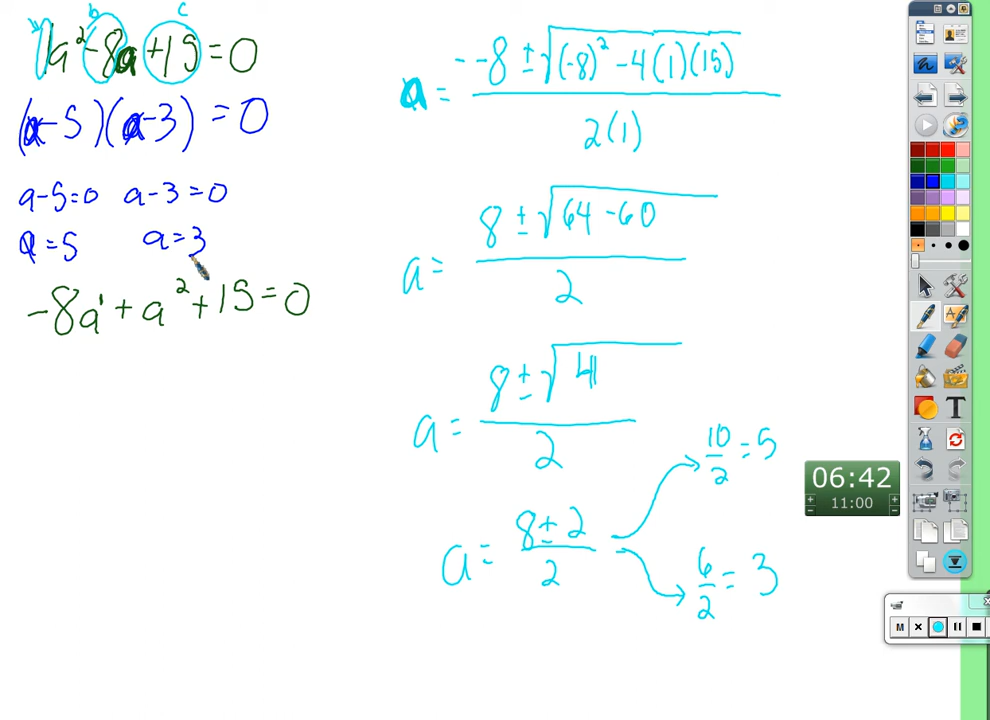 b c
1a² -8a +15 = 0
(a-5)(a-3) = 0
a-5=0 a-3=0
a=5 a=3
-8a¹ + a² + 15 = 0
a = (--8 ± √((-8)² -4(1)(15))) / 2(1)
a = (8 ± √(64-60)) / 2
a = (8 ± √4) / 2
a = (8 ± 2) / 2
10/2 = 5
6/2 = 3
06:42
11:00
T
M